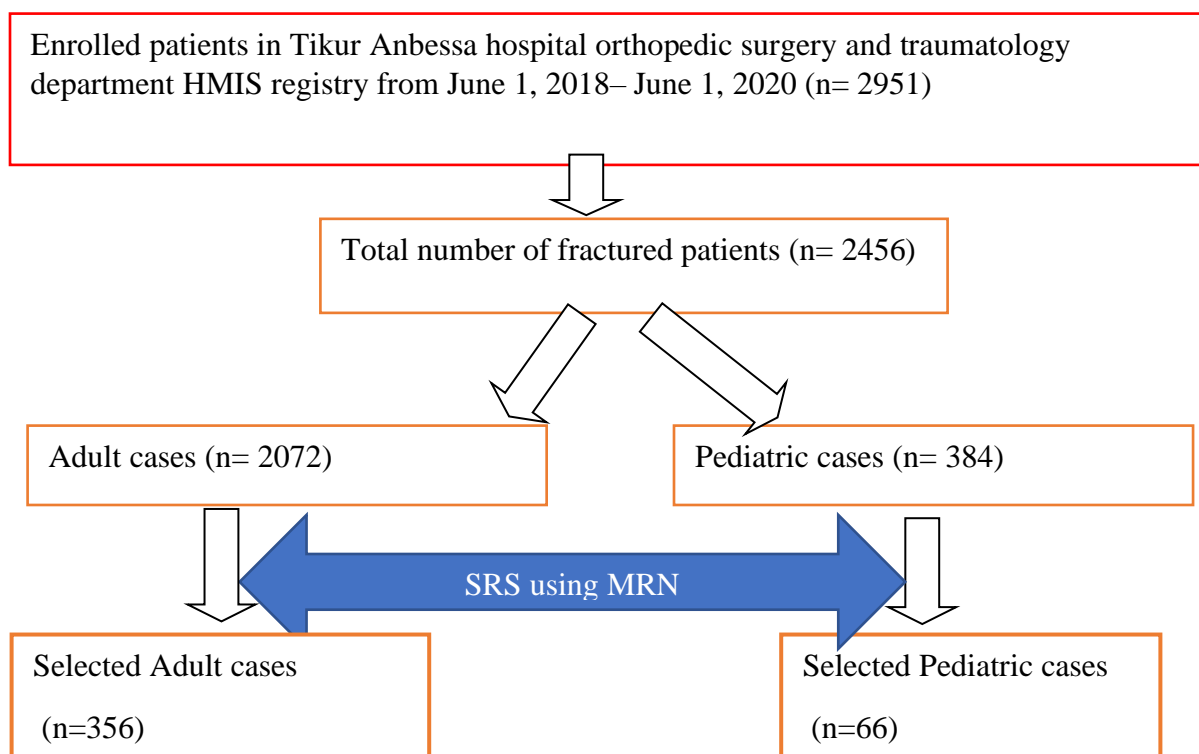 Enrolled patients in Tikur Anbessa hospital orthopedic surgery and traumatology
department HMIS registry from June 1, 2018– June 1, 2020 (n= 2951)
Total number of fractured patients (n= 2456)
Adult cases (n= 2072)
Pediatric cases (n= 384)
SRS using MRN
Selected Adult cases
(n=356)
Selected Pediatric cases
(n=66)